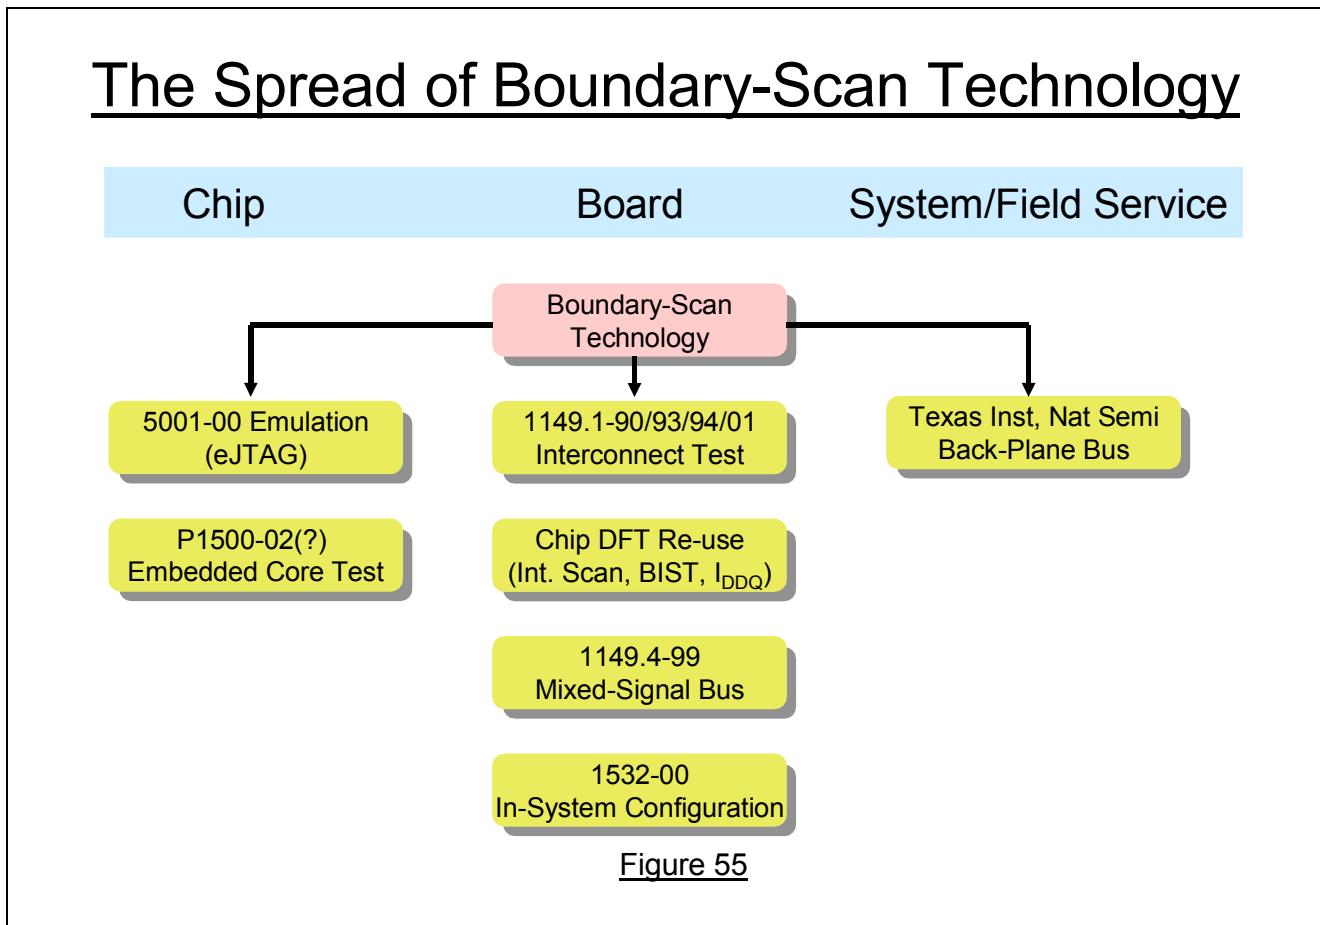 The Spread of Boundary-Scan Technology
Chip Board System/Field Service
Boundary-Scan
Technology
5001-00 Emulation
(eJTAG)
P1500-02(?)
Embedded Core Test
1149.1-90/93/94/01
Interconnect Test
Chip DFT Re-use
(Int. Scan, BIST, IDDQ)
1149.4-99
Mixed-Signal Bus
1532-00
In-System Configuration
Texas Inst, Nat Semi
Back-Plane Bus
Figure 55